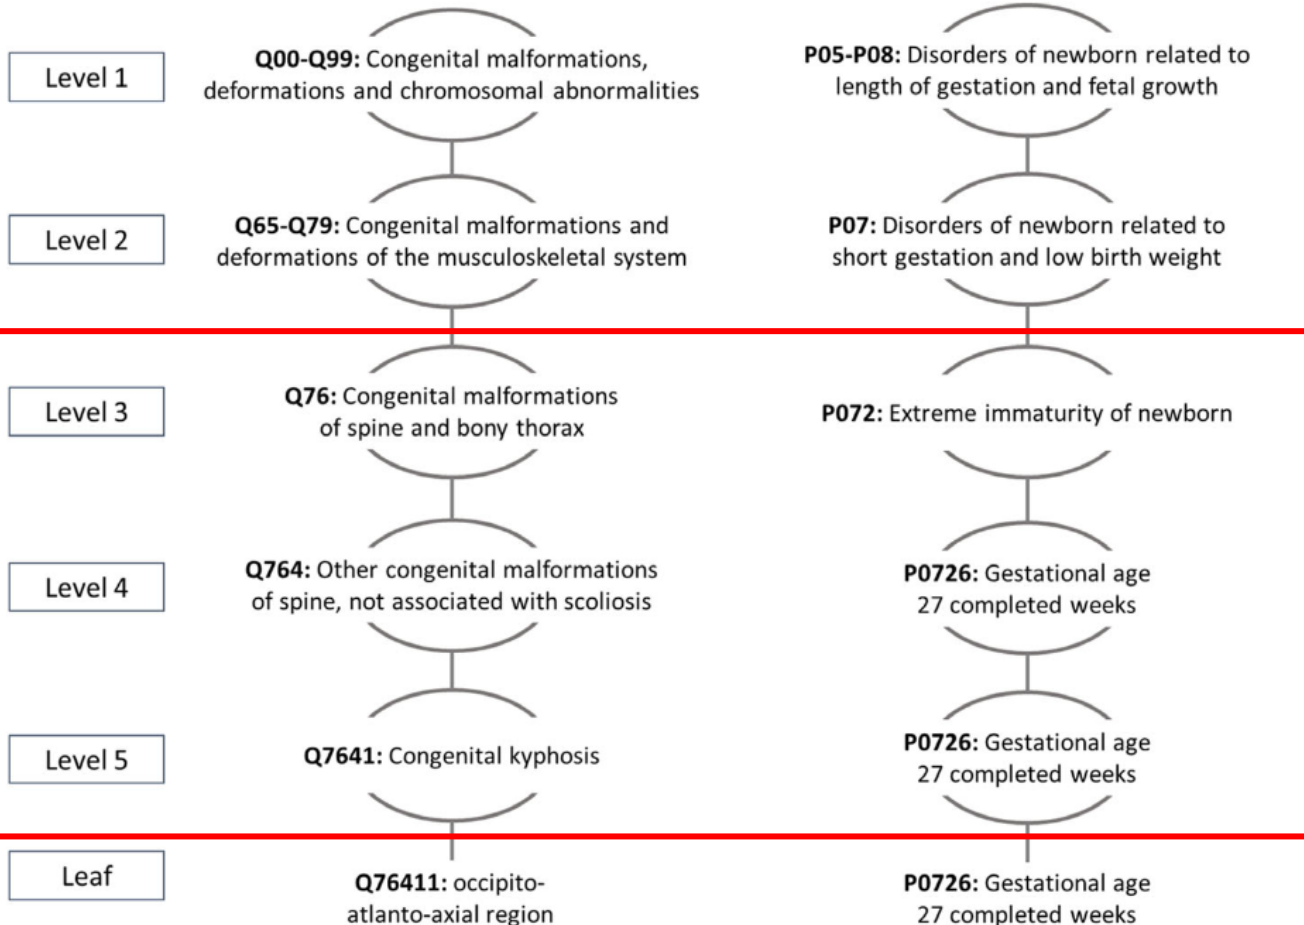 Level 1
Q00-Q99: Congenital malformations,
deformations and chromosomal abnormalities
P05-P08: Disorders of newborn related to
length of gestation and fetal growth
Level 2
Q65-Q79: Congenital malformations and
deformations of the musculoskeletal system
P07: Disorders of newborn related to
short gestation and low birth weight
Level 3
Q76: Congenital malformations
of spine and bony thorax
P072: Extreme immaturity of newborn
Level 4
Q764: Other congenital malformations
of spine, not associated with scoliosis
P0726: Gestational age
27 completed weeks
Level 5
Q7641: Congenital kyphosis
P0726: Gestational age
27 completed weeks
Leaf
Q76411: occipito-
atlanto-axial region
P0726: Gestational age
27 completed weeks